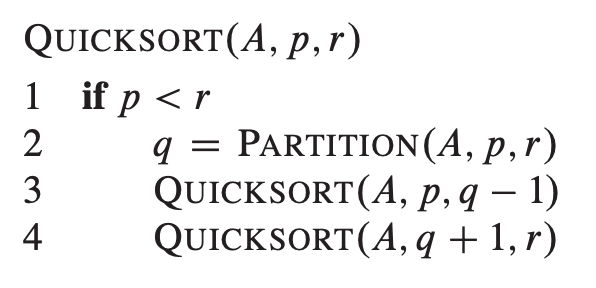 QUICKSORT(A, p, r)
1 if p < r
2 q = PARTITION(A, p, r)
3 QUICKSORT(A, p, q − 1)
4 QUICKSORT(A, q + 1, r)